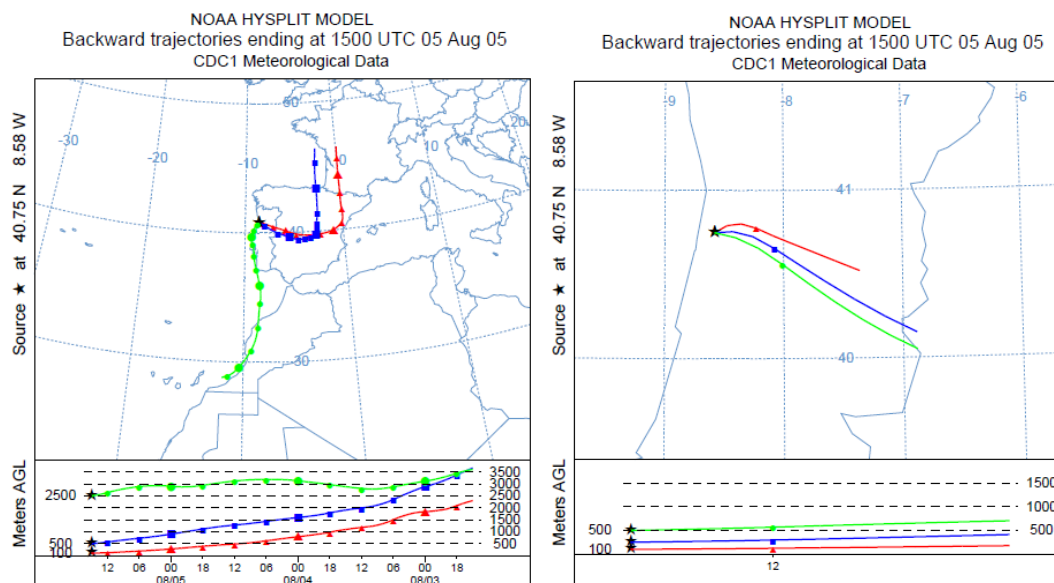 NOAA HYSPLIT MODEL
Backward trajectories ending at 1500 UTC 05 Aug 05
CDC1 Meteorological Data
Source ★ at 40.75 N 8.58 W
-30
-20
-10
0
50
10
20
40
30
Meters AGL
2500
500
100
3500
3000
2500
2000
1500
1000
500
12 06 00 18 12 06 00 18 12 06 00 18
08/05 08/04 08/03
NOAA HYSPLIT MODEL
Backward trajectories ending at 1500 UTC 05 Aug 05
CDC1 Meteorological Data
Source ★ at 40.75 N 8.58 W
-9
-8
-7
-6
41
40
Meters AGL
500
100
1500
1000
500
12